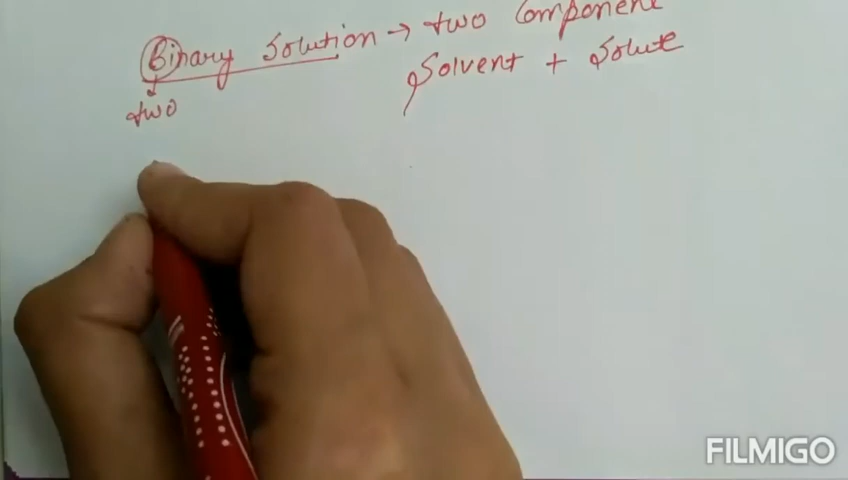 Binary Solution → two Component
Solvent + Solute
two
FILMIGO